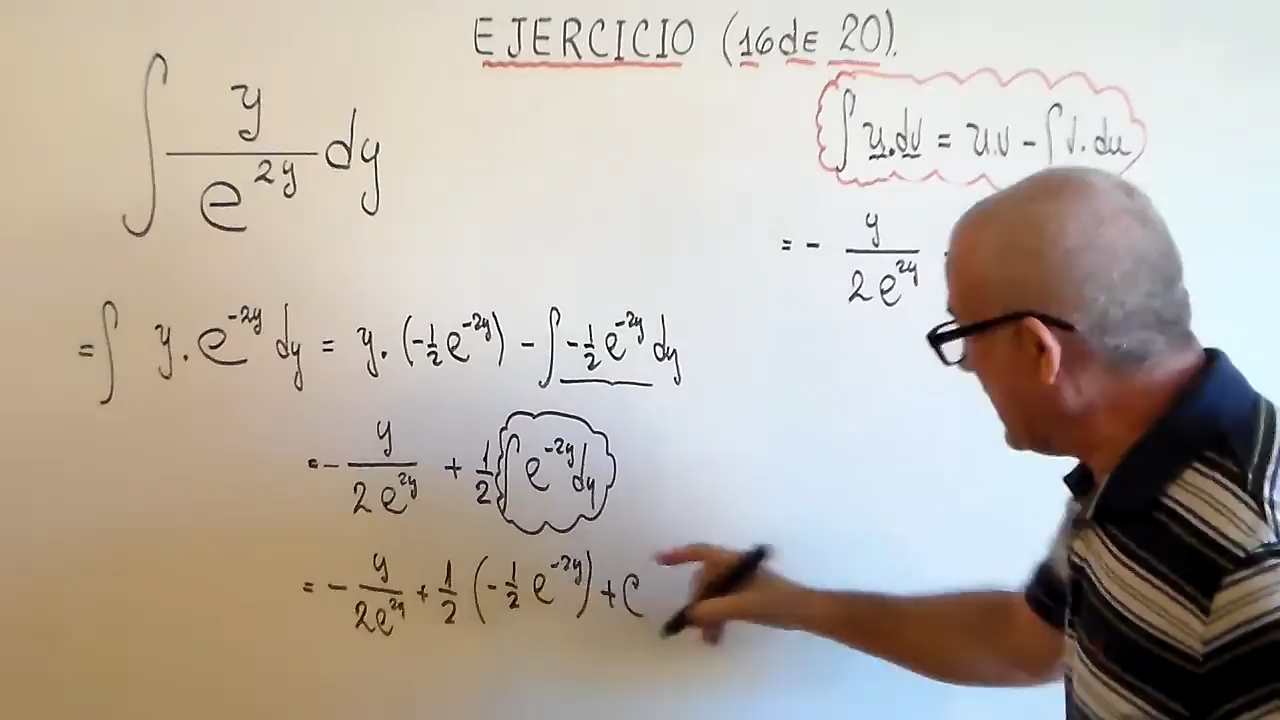 EJERCICIO (16 de 20).
∫ y / e^{2y} dy
∫ u.dv = u.v - ∫ v.du
= - y / 2e^{2y}
= ∫ y. e^{-2y} dy = y. (-1/2 e^{-2y}) - ∫ -1/2 e^{-2y} dy
= - y / 2e^{2y} + 1/2 ∫ e^{-2y} dy
= - y / 2e^{2y} + 1/2 (-1/2 e^{-2y}) + C